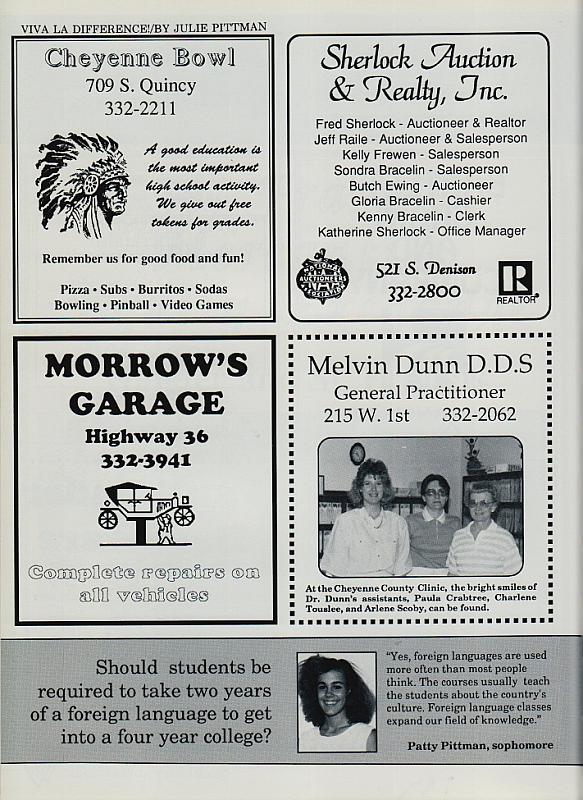 VIVA LA DIFFERENCE!/BY JULIE PITTMAN
Cheyenne Bowl
709 S. Quincy
332-2211
A good education is
the most important
high school activity.
We give out free
tokens for grades.
Remember us for good food and fun!
Pizza • Subs • Burritos • Sodas
Bowling • Pinball • Video Games
Sherlock Auction
& Realty, Inc.
Fred Sherlock - Auctioneer & Realtor
Jeff Raile - Auctioneer & Salesperson
Kelly Frewen - Salesperson
Sondra Bracelin - Salesperson
Butch Ewing - Auctioneer
Gloria Bracelin - Cashier
Kenny Bracelin - Clerk
Katherine Sherlock - Office Manager
AUCTIONEERS
521 S. Denison
332-2800
R
REALTOR®
MORROW'S
GARAGE
Highway 36
332-3941
Complete repairs on
all vehicles
Melvin Dunn D.D.S
General Practitioner
215 W. 1st 332-2062
At the Cheyenne County Clinic, the bright smiles of
Dr. Dunn's assistants, Paula Crabtree, Charlene
Touslee, and Arlene Scoby, can be found.
Should students be
required to take two years
of a foreign language to get
into a four year college?
"Yes, foreign languages are used
more often than most people
think. The courses usually teach
the students about the country's
culture. Foreign language classes
expand our field of knowledge."
Patty Pittman, sophomore